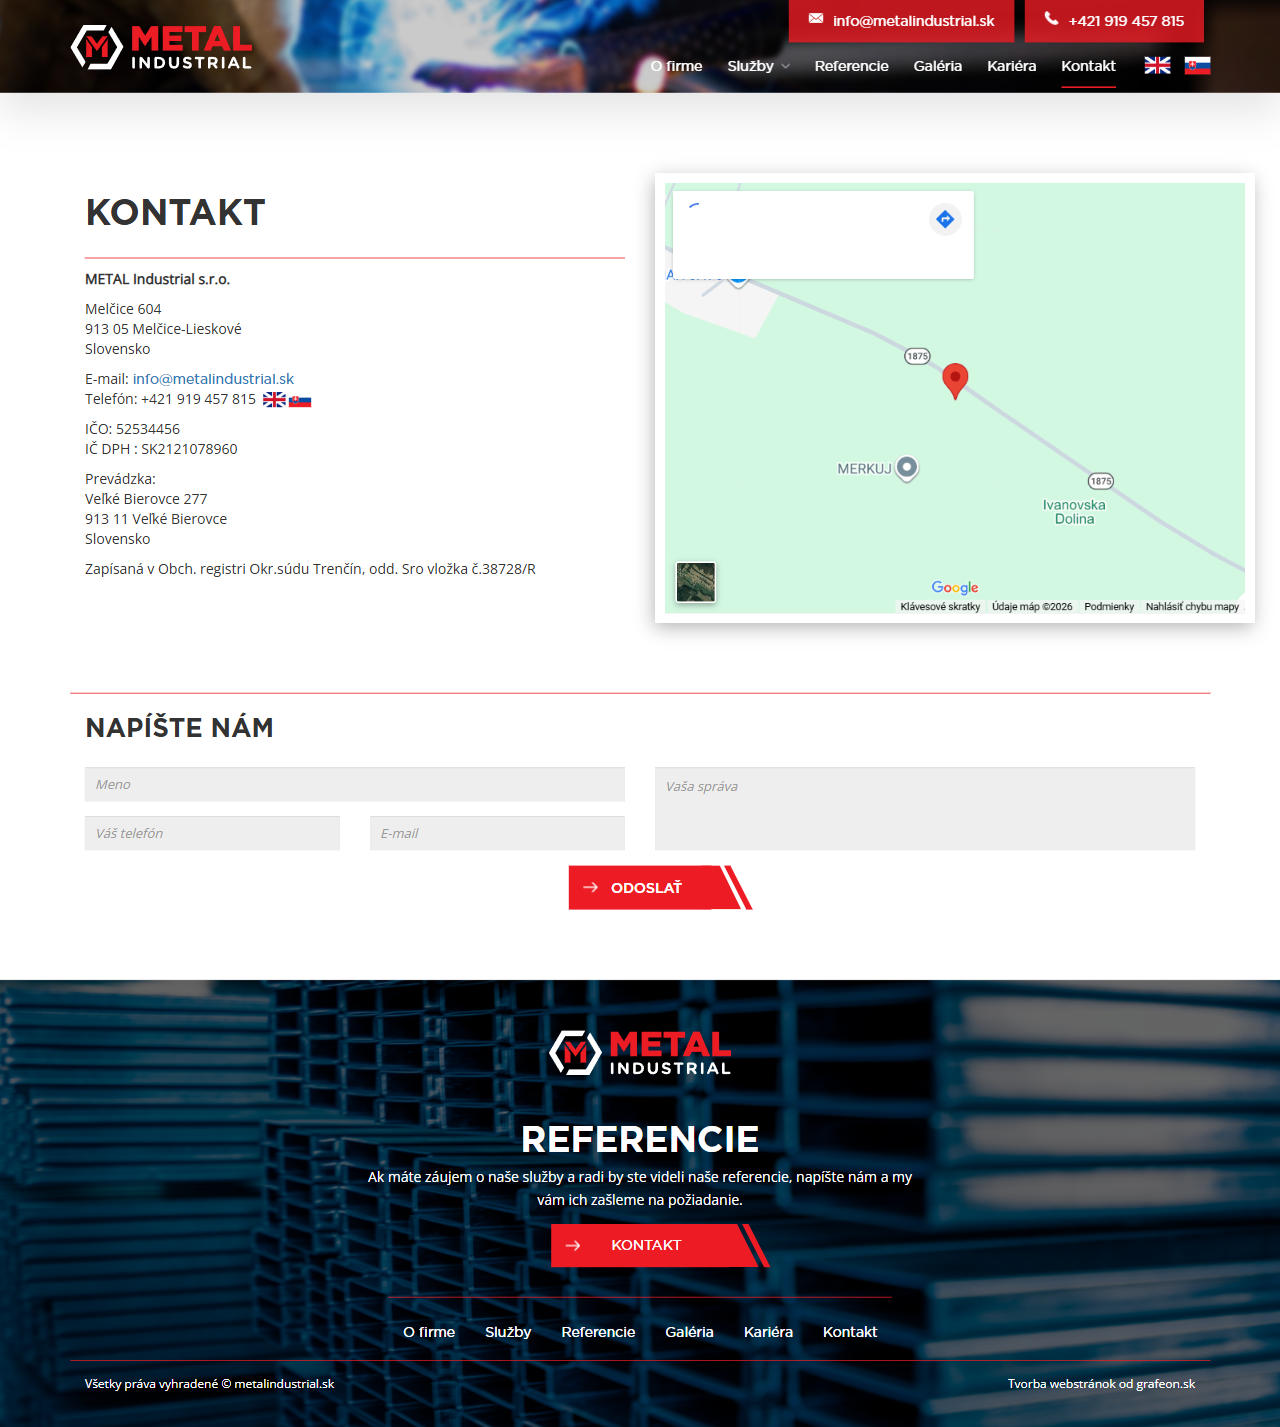 METAL
INDUSTRIAL
info@metalindustrial.sk
+421 919 457 815
O firme
Služby
Referencie
Galéria
Kariéra
Kontakt
KONTAKT
METAL Industrial s.r.o.
Melčice 604
913 05 Melčice-Lieskové
Slovensko
E-mail: info@metalindustrial.sk
Telefón: +421 919 457 815
IČO: 52534456
IČ DPH : SK2121078960
Prevádzka:
Veľké Bierovce 277
913 11 Veľké Bierovce
Slovensko
Zapísaná v Obch. registri Okr.súdu Trenčín, odd. Sro vložka č.38728/R
1875
MERKUJ
1875
Ivanovska
Dolina
Google
Klávesové skratky
Údaje máp ©2026
Podmienky
Nahlásiť chybu mapy
NAPÍŠTE NÁM
Meno
Vaša správa
Váš telefón
E-mail
ODOSLAŤ
METAL
INDUSTRIAL
REFERENCIE
Ak máte záujem o naše služby a radi by ste videli naše referencie, napíšte nám a my
vám ich zašleme na požiadanie.
KONTAKT
O firme
Služby
Referencie
Galéria
Kariéra
Kontakt
Všetky práva vyhradené © metalindustrial.sk
Tvorba webstránok od grafeon.sk